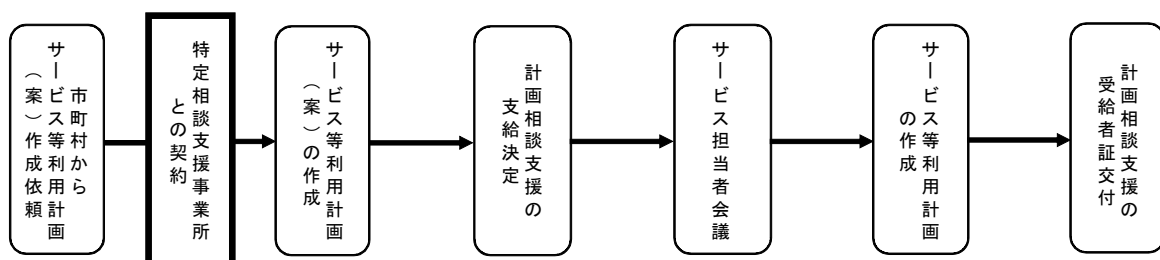 市町村から
サービス等利用計画
（案）作成依頼
特定相談支援事業所
との契約
サービス等利用計画
（案）の作成
計画相談支援の
支給決定
サービス担当者会議
サービス等利用計画
の作成
計画相談支援の
受給者証交付